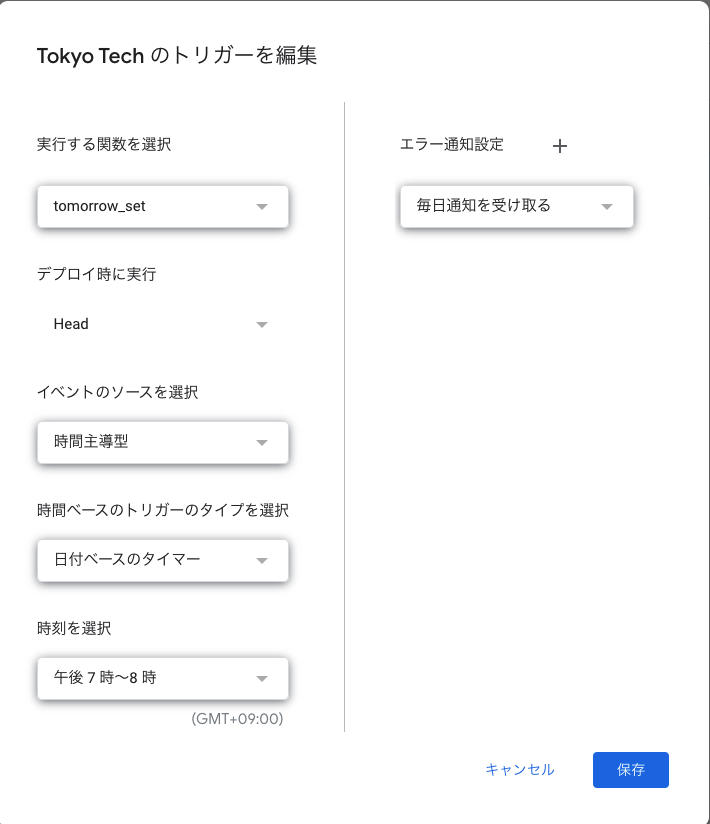 Tokyo Tech のトリガーを編集
実行する関数を選択
tomorrow_set
デプロイ時に実行
Head
イベントのソースを選択
時間主導型
時間ベースのトリガーのタイプを選択
日付ベースのタイマー
時刻を選択
午後 7 時～8 時
(GMT+09:00)
エラー通知設定
毎日通知を受け取る
キャンセル
保存